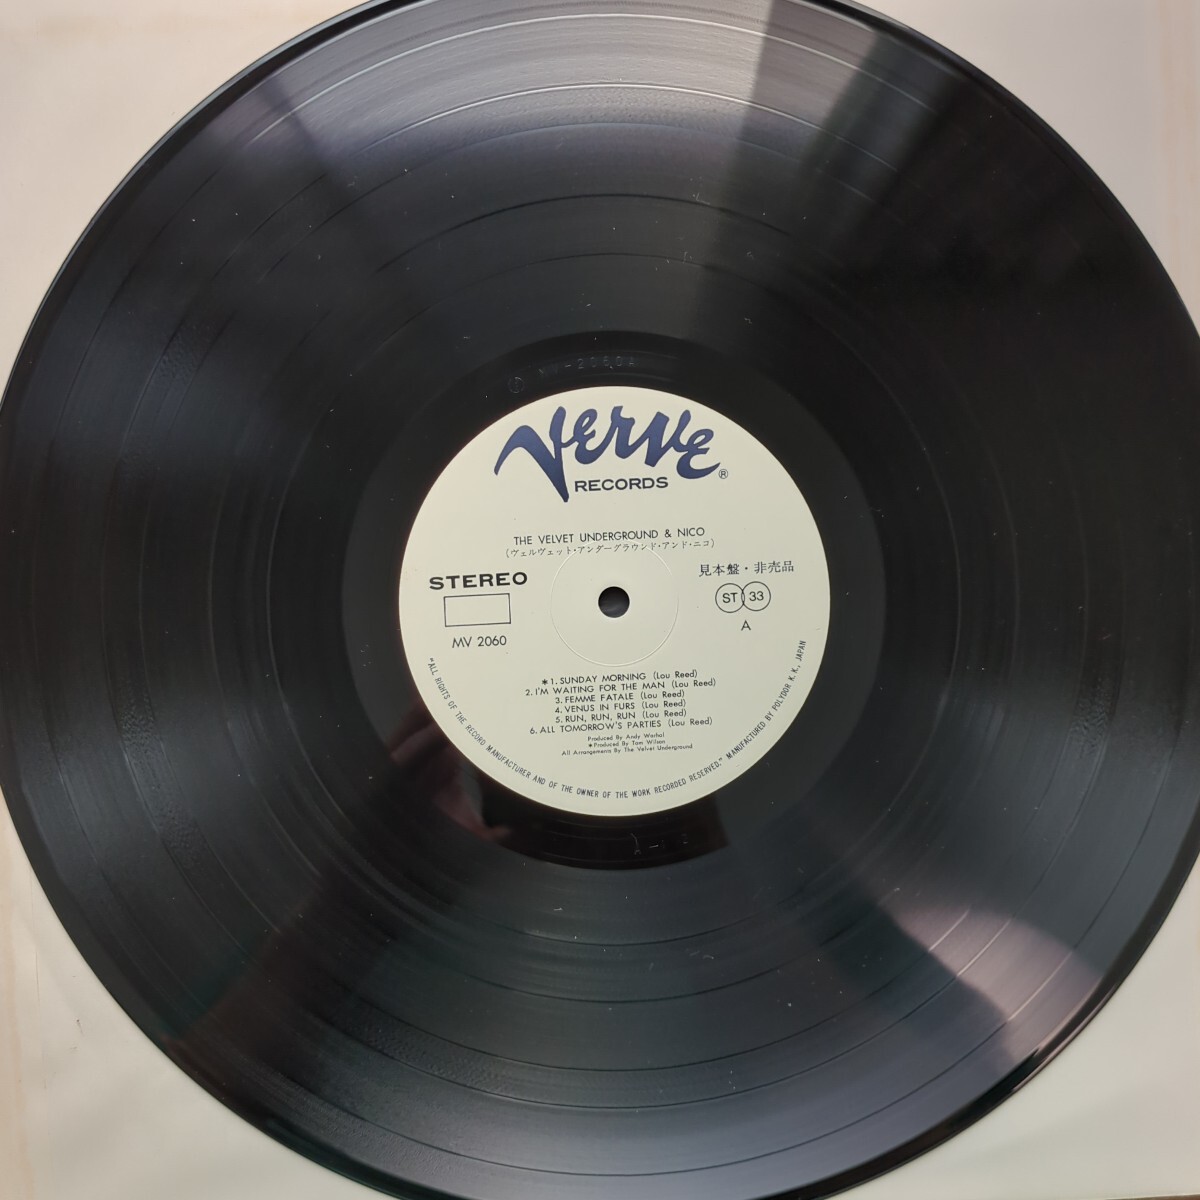 MV-2060A
VERVE
RECORDS ®
THE VELVET UNDERGROUND & NICO
(ヴェルヴェット・アンダーグラウンド・アンド・ニコ)
STEREO
見本盤・非売品
ST 33
MV 2060
A
*1. SUNDAY MORNING (Lou Reed)
2. I'M WAITING FOR THE MAN (Lou Reed)
3. FEMME FATALE (Lou Reed)
4. VENUS IN FURS (Lou Reed)
5. RUN, RUN, RUN (Lou Reed)
6. ALL TOMORROW'S PARTIES (Lou Reed)
Produced By Andy Warhal
*Produced By Tam Wilson
All Arrangements By The Velvet Underground
"ALL RIGHTS OF THE RECORD MANUFACTURER AND OF THE OWNER OF THE WORK RECORDED RESERVED." MANUFACTURED BY POLYDOR K. K., JAPAN